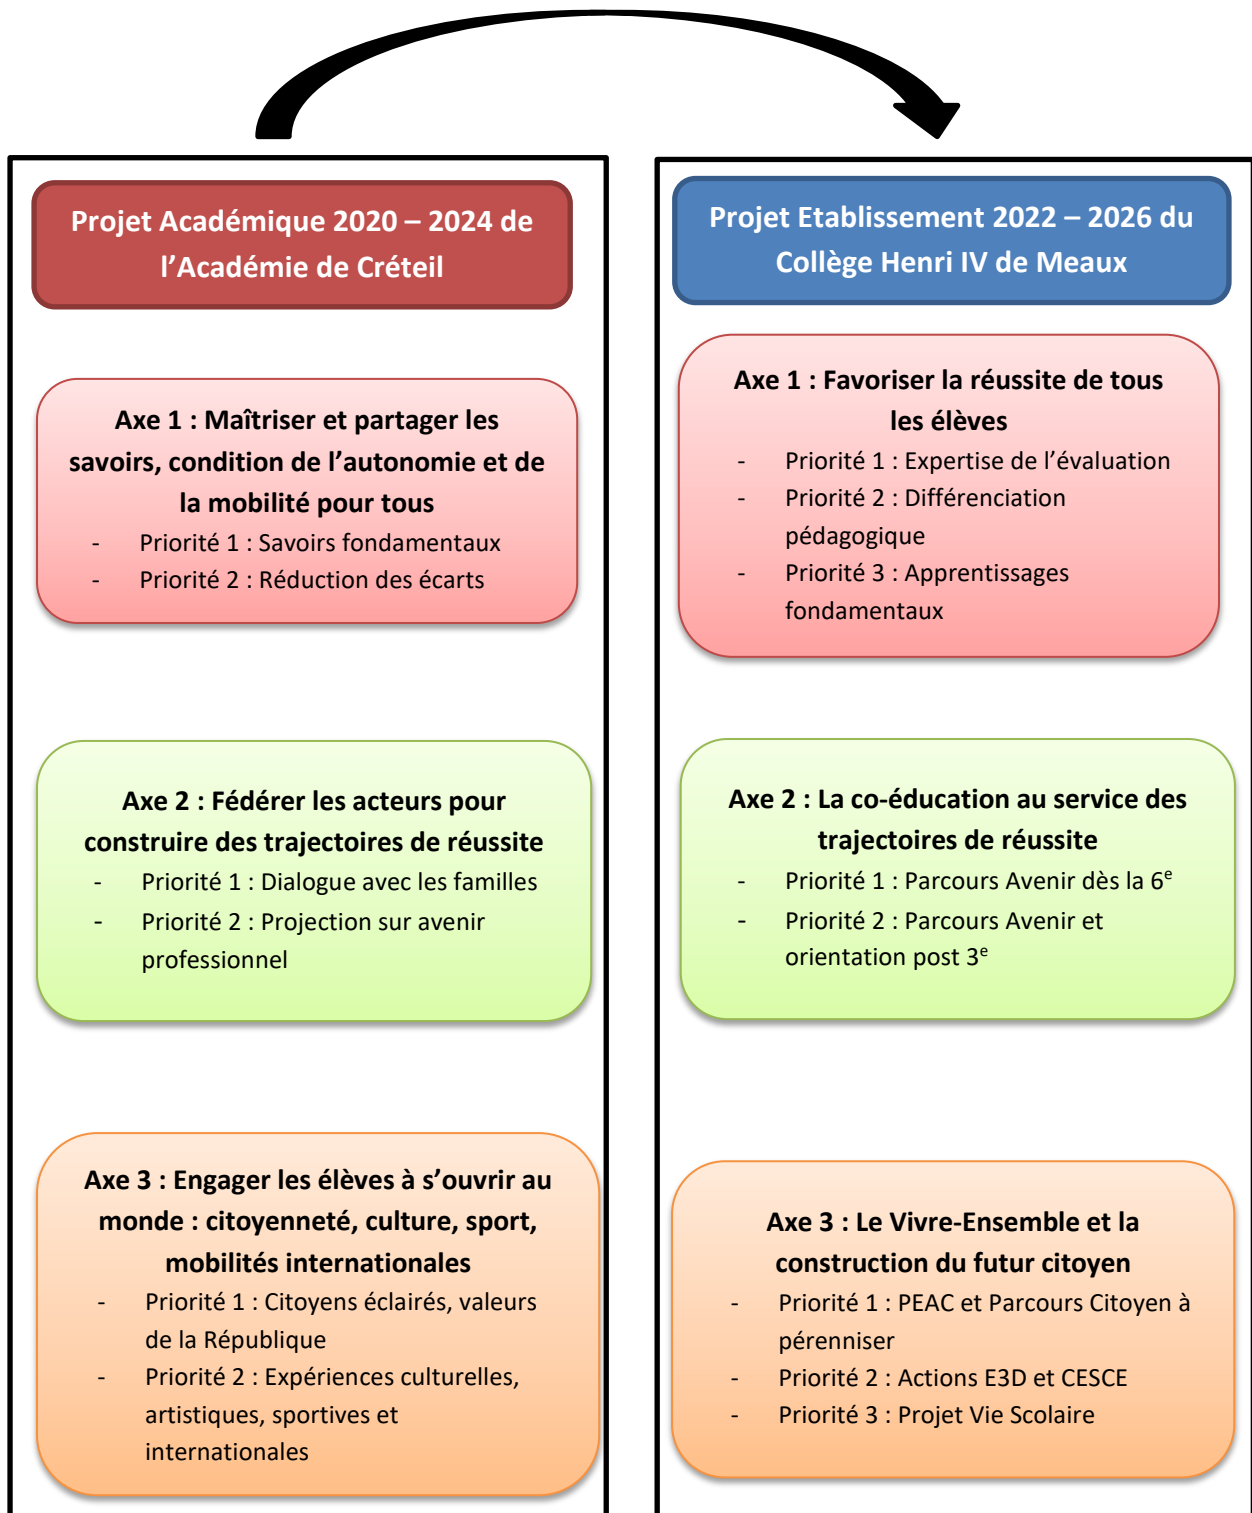 Projet Académique 2020 – 2024 de
l’Académie de Créteil
Axe 1 : Maîtriser et partager les
savoirs, condition de l’autonomie et de
la mobilité pour tous
- Priorité 1 : Savoirs fondamentaux
- Priorité 2 : Réduction des écarts
Axe 2 : Fédérer les acteurs pour
construire des trajectoires de réussite
- Priorité 1 : Dialogue avec les familles
- Priorité 2 : Projection sur avenir
professionnel
Axe 3 : Engager les élèves à s’ouvrir au
monde : citoyenneté, culture, sport,
mobilités internationales
- Priorité 1 : Citoyens éclairés, valeurs
de la République
- Priorité 2 : Expériences culturelles,
artistiques, sportives et
internationales
Projet Etablissement 2022 – 2026 du
Collège Henri IV de Meaux
Axe 1 : Favoriser la réussite de tous
les élèves
- Priorité 1 : Expertise de l’évaluation
- Priorité 2 : Différenciation
pédagogique
- Priorité 3 : Apprentissages
fondamentaux
Axe 2 : La co-éducation au service des
trajectoires de réussite
- Priorité 1 : Parcours Avenir dès la 6e
- Priorité 2 : Parcours Avenir et
orientation post 3e
Axe 3 : Le Vivre-Ensemble et la
construction du futur citoyen
- Priorité 1 : PEAC et Parcours Citoyen à
pérenniser
- Priorité 2 : Actions E3D et CESCE
- Priorité 3 : Projet Vie Scolaire